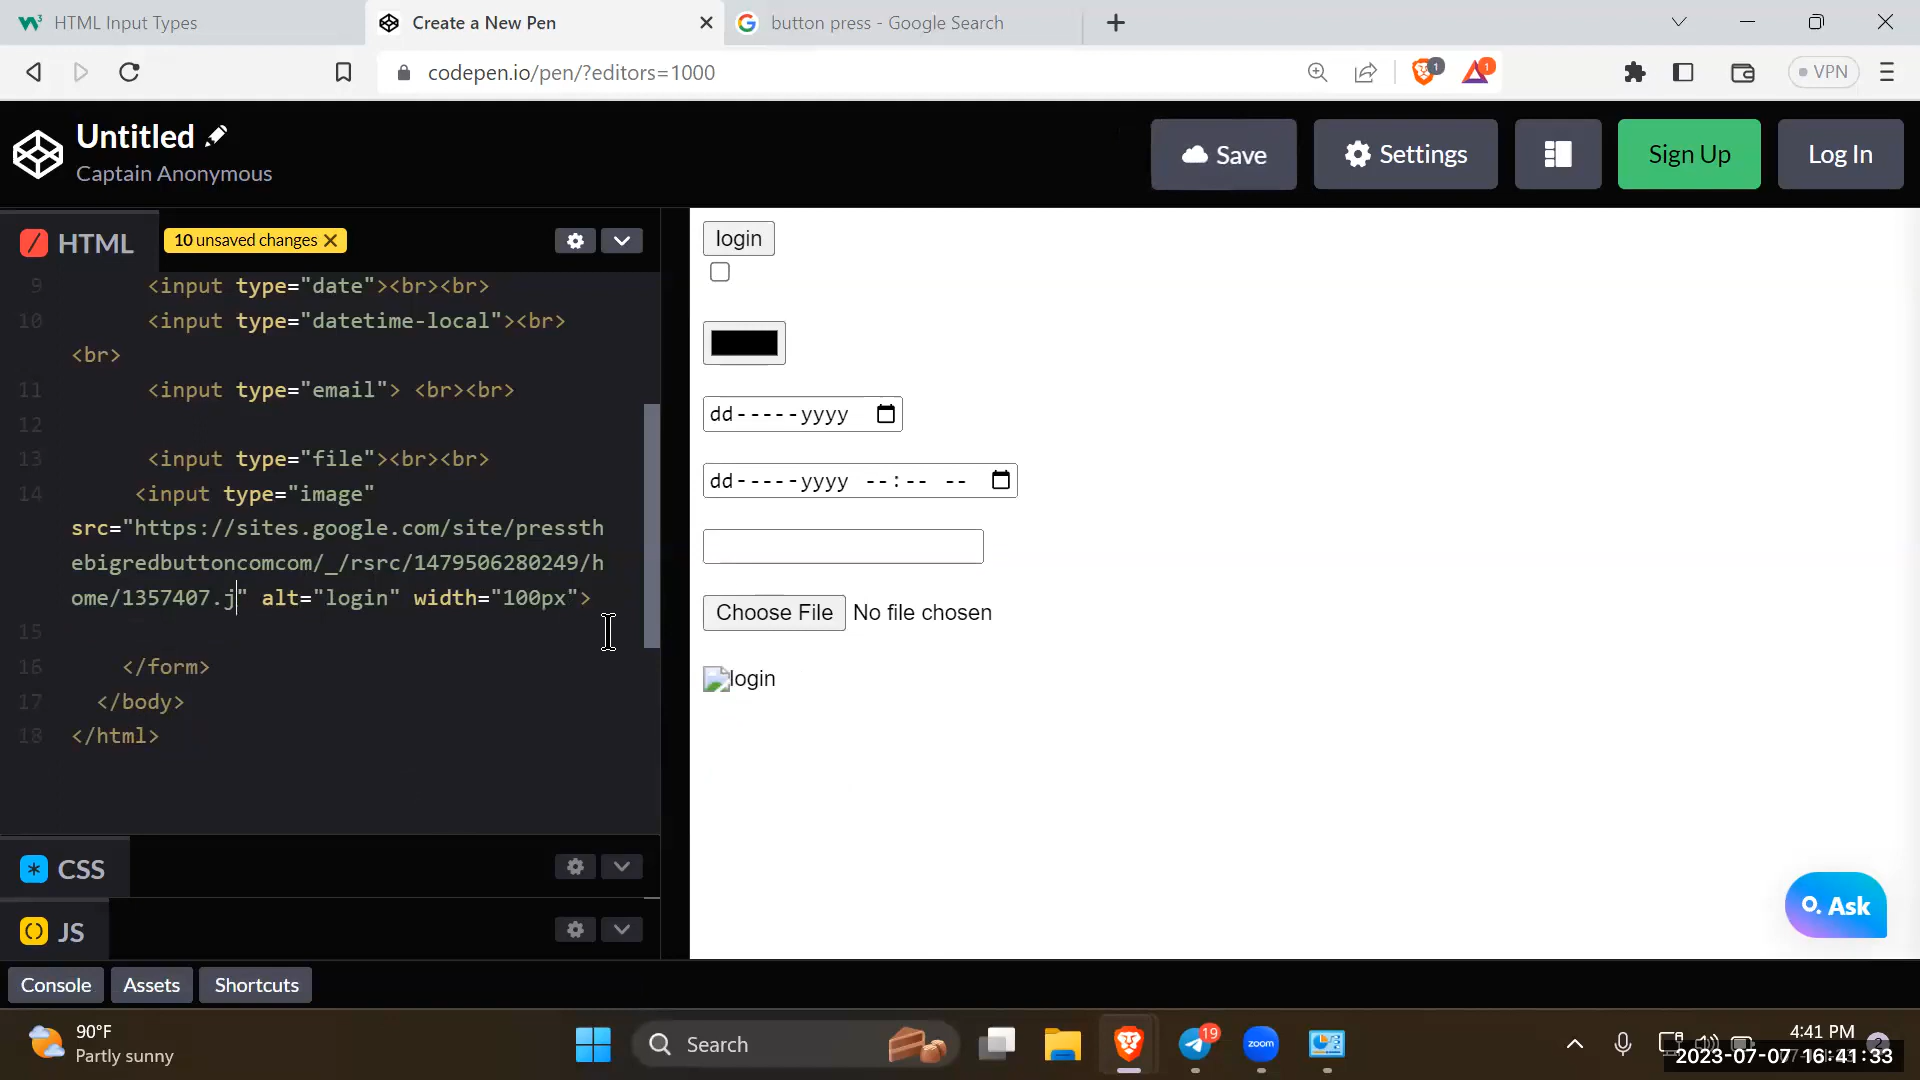 HTML Input Types
Create a New Pen
button press - Google Search
codepen.io/pen/?editors=1000
1
1
VPN
Untitled
Captain Anonymous
Save
Settings
Sign Up
Log In
HTML
10 unsaved changes
9 <input type="date"><br><br>
10 <input type="datetime-local"><br>
<br>
11 <input type="email"> <br><br>
12
13 <input type="file"><br><br>
14 <input type="image"
src="https://sites.google.com/site/pressth
ebigredbuttoncomcom/_/rsrc/1479506280249/h
ome/1357407.j" alt="login" width="100px">
15
16 </form>
17 </body>
18 </html>
login
dd-----yyyy
dd-----yyyy --:-- --
Choose File No file chosen
login
Ask
CSS
JS
Console
Assets
Shortcuts
90°F
Partly sunny
Search
19
zoom
4:41 PM
2
2023-07-07 16:41:33